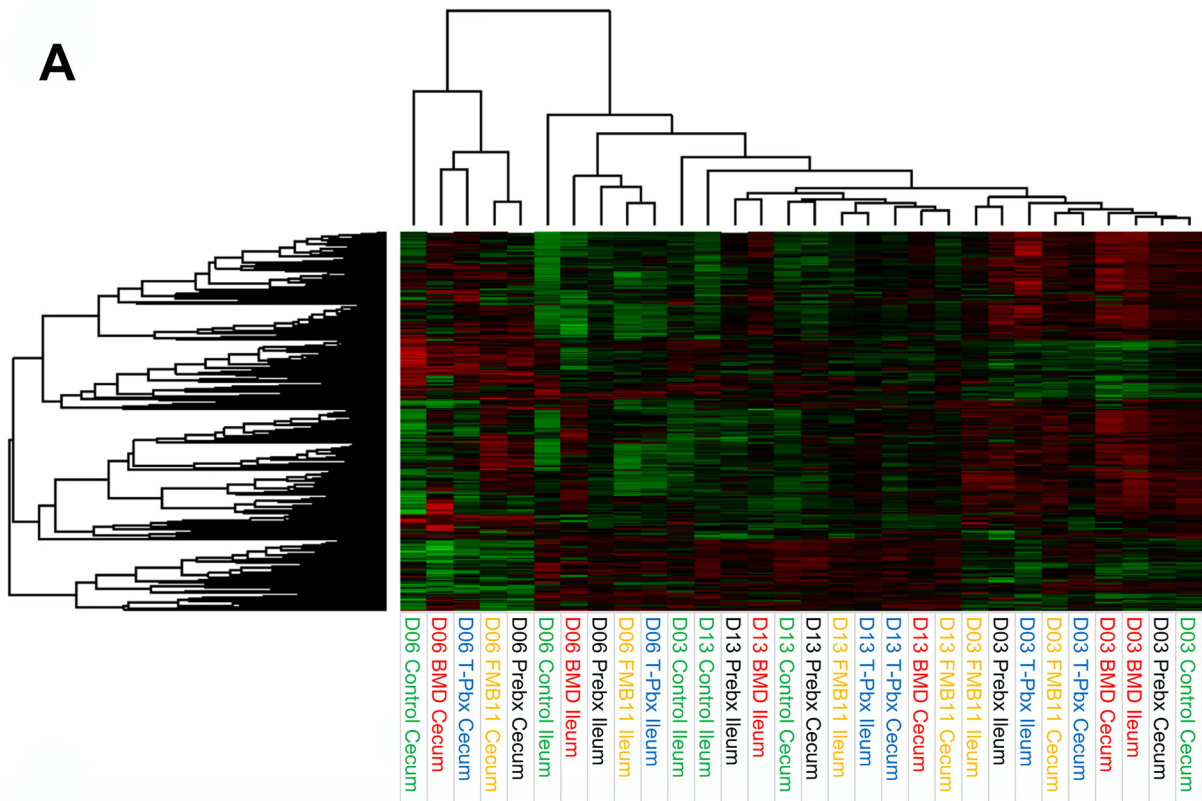 A
D06 Control Cecum
D06 BMD Cecum
D06 T-Pbx Cecum
D06 FMB11 Cecum
D06 Prebx Cecum
D06 Control Ileum
D06 BMD Ileum
D06 Prebx Ileum
D06 FMB11 Ileum
D06 T-Pbx Ileum
D03 Control Ileum
D13 Control Ileum
D13 Prebx Ileum
D13 BMD Ileum
D13 Control Cecum
D13 Prebx Cecum
D13 FMB11 Ileum
D13 T-Pbx Ileum
D13 T-Pbx Cecum
D13 BMD Cecum
D13 FMB11 Cecum
D03 FMB11 Ileum
D03 Prebx Ileum
D03 T-Pbx Ileum
D03 FMB11 Cecum
D03 T-Pbx Cecum
D03 BMD Cecum
D03 BMD Ileum
D03 Prebx Cecum
D03 Control Cecum